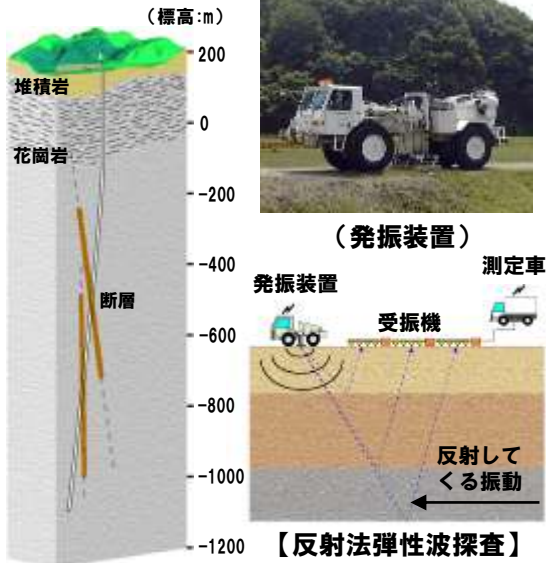 (標高:m)
200
堆積岩
0
花崗岩
-200
-400
断層
-600
-800
-1000
-1200
(発振装置)
発振装置
測定車
受振機
反射して
くる振動
【反射法弾性波探査】